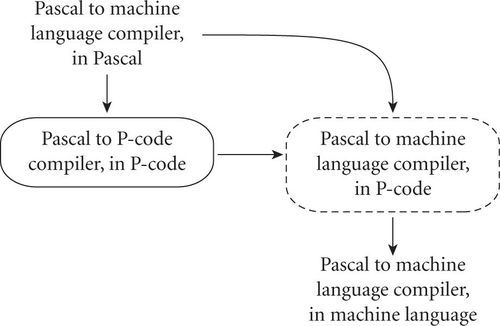 Pascal to machine
language compiler,
in Pascal
Pascal to P-code
compiler, in P-code
Pascal to machine
language compiler,
in P-code
Pascal to machine
language compiler,
in machine language